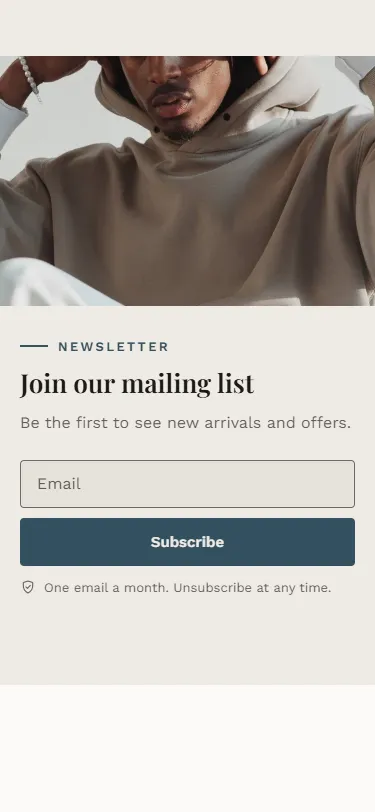 NEWSLETTER
Join our mailing list
Be the first to see new arrivals and offers.
Email
Subscribe
One email a month. Unsubscribe at any time.